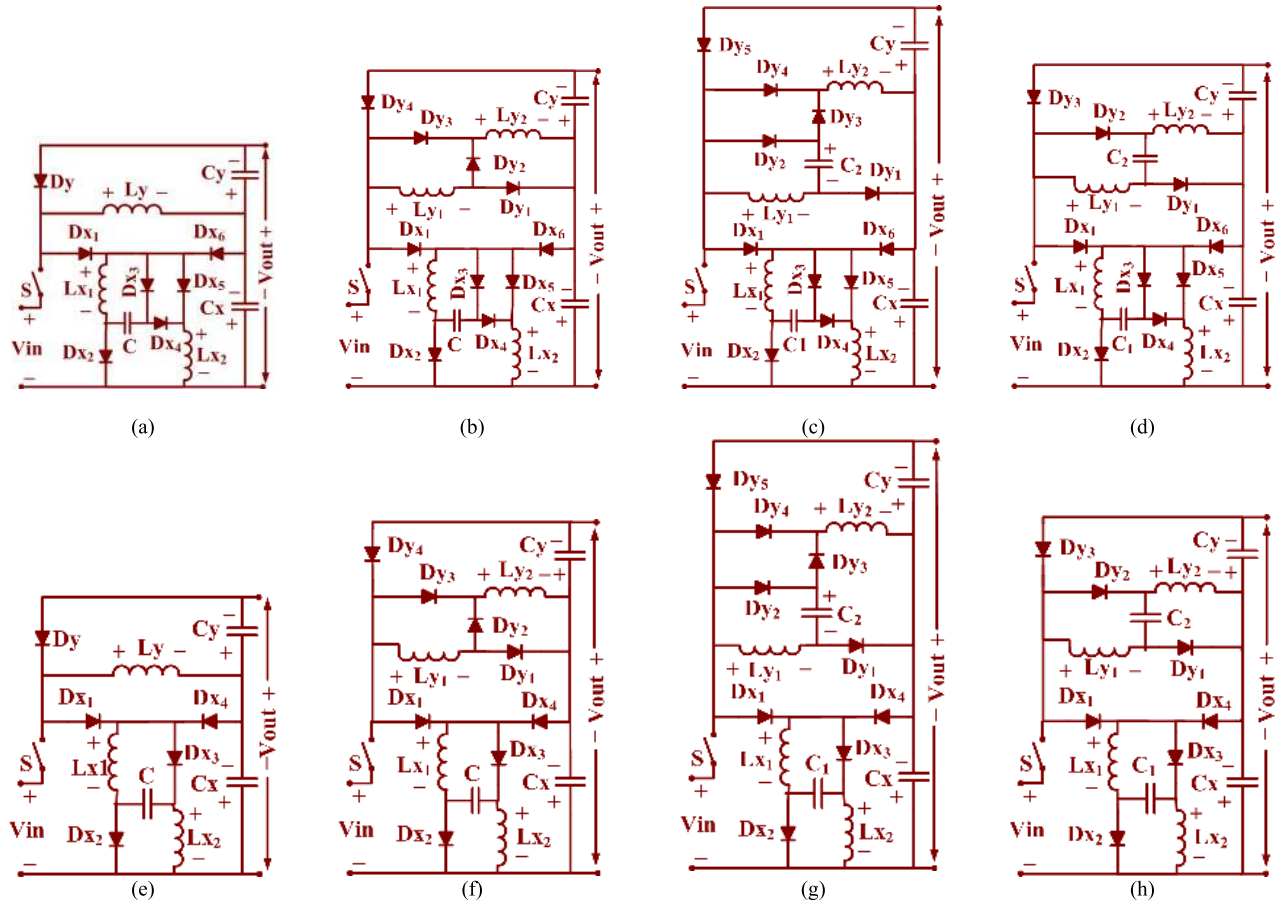 Dy
+ Ly −
Cy
−
+
Dx1
Dx6
+
Lx1
−
Dx3
Dx5
S
+
Vin
−
Dx2
C
Dx4
+
Lx2
−
Cx
−
+
− Vout +
(a)
Dy4
Dy3
+ Ly2 −
Cy
−
+
Dy2
+ Ly1 −
Dy1
Dx1
Dx6
+
Lx1
−
Dx3
Dx5
S
+
Vin
−
Dx2
C
Dx4
+
Lx2
−
Cx
−
+
− Vout +
(b)
Dy5
Dy4
+ Ly2 −
Cy
−
+
Dy3
Dy2
+
C2
−
Dy1
+ Ly1 −
Dx1
Dx6
+
Lx1
−
Dx3
Dx5
S
+
Vin
−
Dx2
C1
Dx4
+
Lx2
−
Cx
−
+
− Vout +
(c)
Dy3
Dy2
+ Ly2 −
Cy
−
+
C2
+ Ly1 −
Dy1
Dx1
Dx6
+
Lx1
−
Dx3
Dx5
S
+
Vin
−
Dx2
C1
Dx4
+
Lx2
−
Cx
−
+
− Vout +
(d)
Dy
+ Ly −
Cy
−
+
Dx1
Dx4
+
Lx1
−
Dx3
S
+
Vin
−
Dx2
C
+
Lx2
−
Cx
−
+
− Vout +
(e)
Dy4
Dy3
+ Ly2 −
Cy
−
+
Dy2
+ Ly1 −
Dy1
Dx1
Dx4
+
Lx1
−
Dx3
S
+
Vin
−
Dx2
C
+
Lx2
−
Cx
−
+
− Vout +
(f)
Dy5
Dy4
+ Ly2 −
Cy
−
+
Dy3
Dy2
+
C2
−
Dy1
+ Ly1 −
Dx1
Dx4
+
Lx1
−
Dx3
S
+
Vin
−
Dx2
C1
+
Lx2
−
Cx
−
+
− Vout +
(g)
Dy3
Dy2
+ Ly2 −
Cy
−
+
C2
+ Ly1 −
Dy1
Dx1
Dx4
+
Lx1
−
Dx3
S
+
Vin
−
Dx2
C1
+
Lx2
−
Cx
−
+
− Vout +
(h)